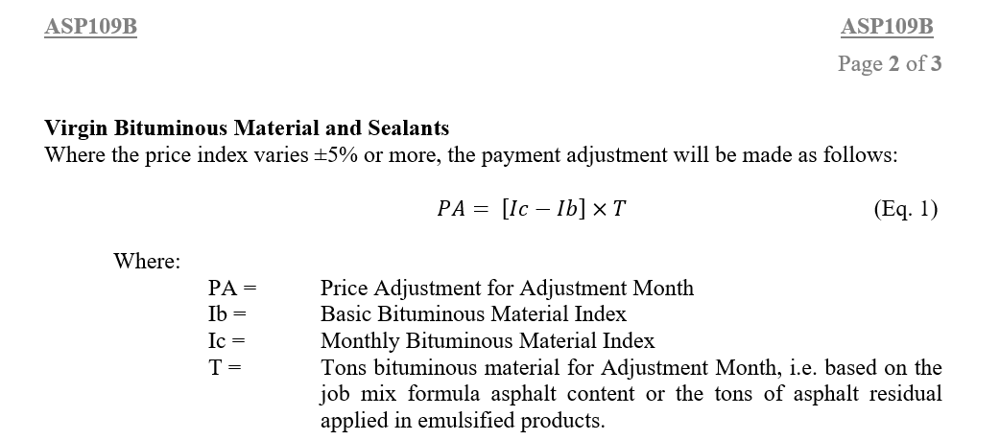 ASP109B ASP109B
Page 2 of 3
Virgin Bituminous Material and Sealants
Where the price index varies ±5% or more, the payment adjustment will be made as follows:
PA = [Ic − Ib] × T (Eq. 1)
Where:
PA = Price Adjustment for Adjustment Month
Ib = Basic Bituminous Material Index
Ic = Monthly Bituminous Material Index
T = Tons bituminous material for Adjustment Month, i.e. based on the
job mix formula asphalt content or the tons of asphalt residual
applied in emulsified products.